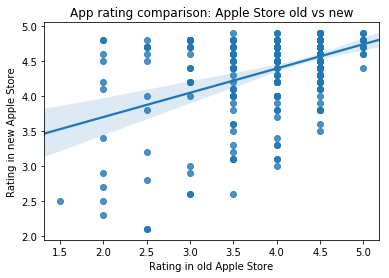 App rating comparison: Apple Store old vs new
Rating in new Apple Store
5.0
4.5
4.0
3.5
3.0
2.5
2.0
1.5 2.0 2.5 3.0 3.5 4.0 4.5 5.0
Rating in old Apple Store